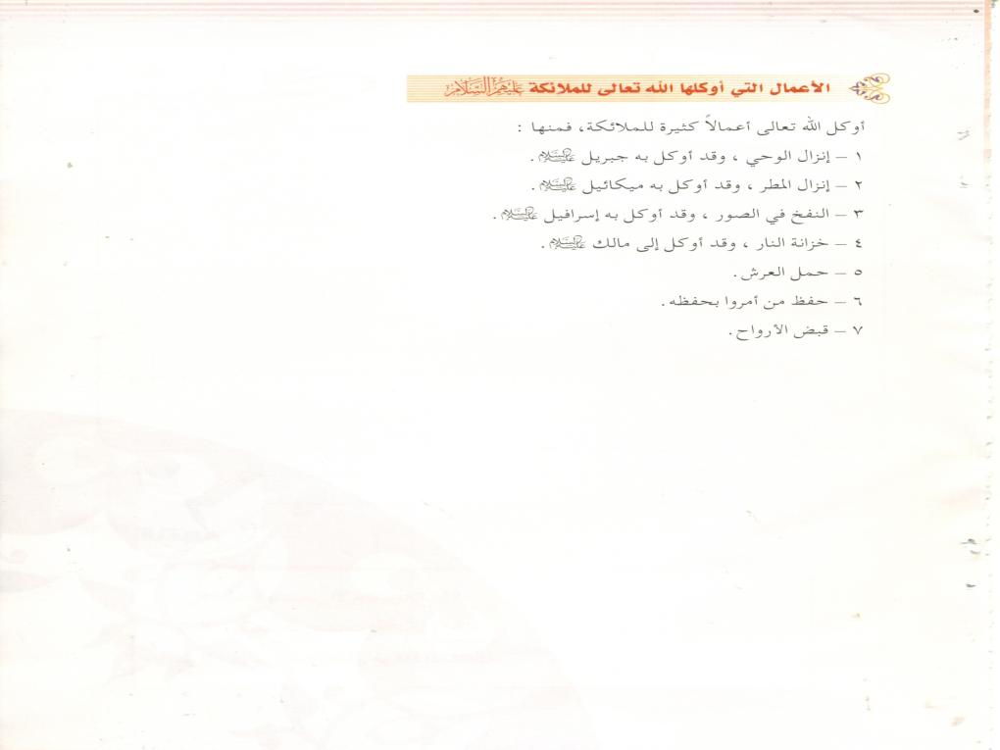 الأعمال التي أوكلها الله تعالى للملائكة عليهم السلام
أوكل الله تعالى أعمالاً كثيرة للملائكة، فمنها :
١ – إنزال الوحي ، وقد أوكل به جبريل عليه السلام.
٢ – إنزال المطر ، وقد أوكل به ميكائيل عليه السلام.
٣ – النفخ في الصور ، وقد أوكل به إسرافيل عليه السلام.
٤ – خزانة النار ، وقد أوكل إلى مالك عليه السلام.
٥ – حمل العرش.
٦ – حفظ من أمروا بحفظه.
٧ – قبض الأرواح.